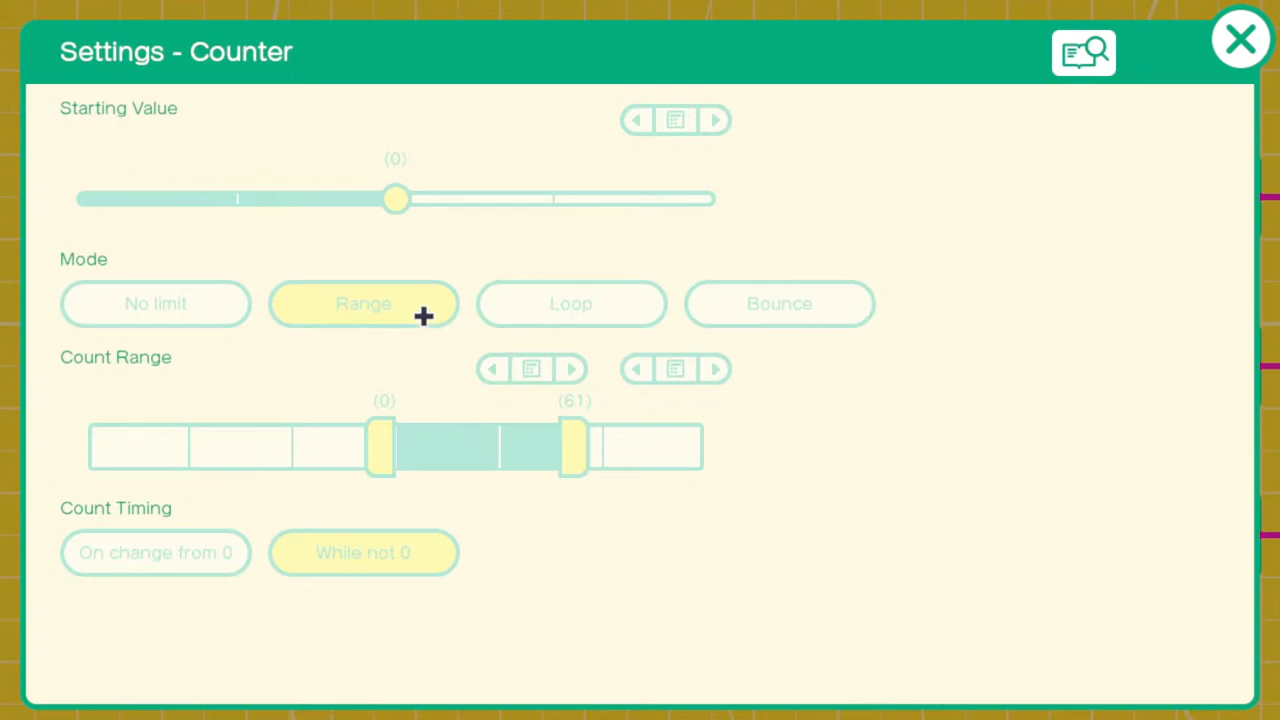 Settings - Counter
Starting Value
(0)
Mode
No limit Range Loop Bounce
Count Range
(0) (61)
Count Timing
On change from 0 While not 0